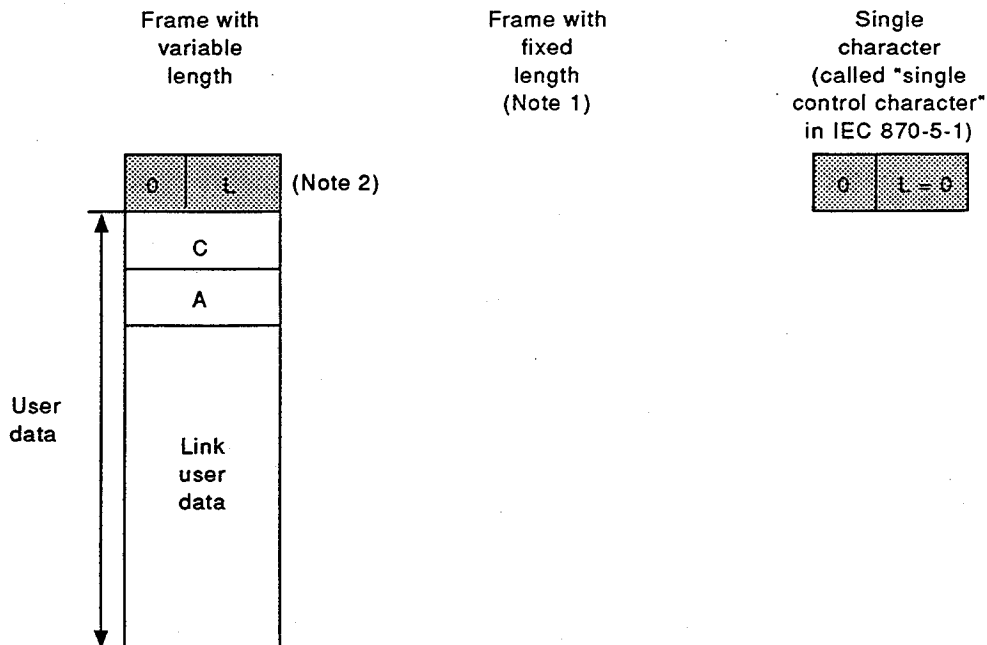 Frame with
variable
length
Frame with
fixed
length
(Note 1)
Single
character
(called "single
control character"
in IEC 870-5-1)
0 L (Note 2)
0 L = 0
C
A
User
data
Link
user
data